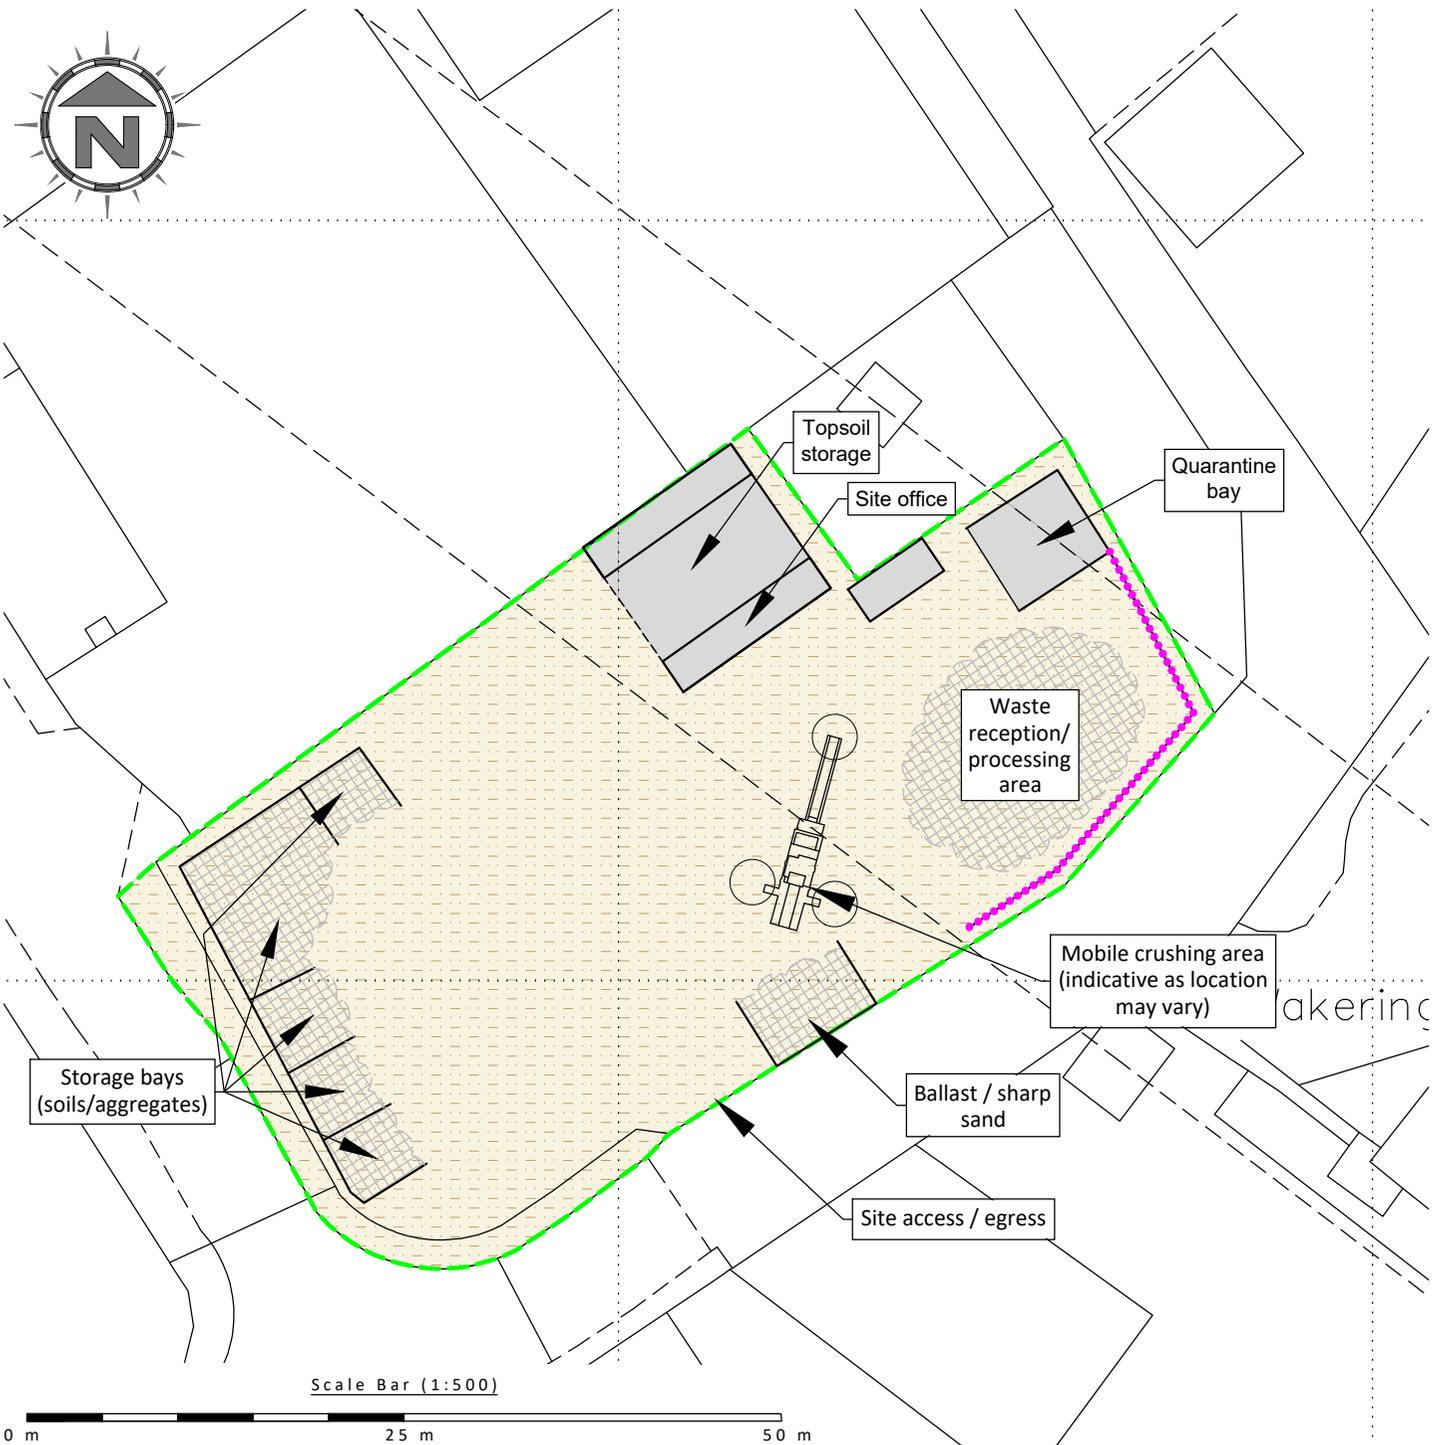 N
Topsoil
storage
Site office
Quarantine
bay
Waste
reception/
processing
area
Mobile crushing area
(indicative as location
may vary)
akering
Storage bays
(soils/aggregates)
Ballast / sharp
sand
Site access / egress
Scale Bar (1:500)
0 m 25 m 50 m